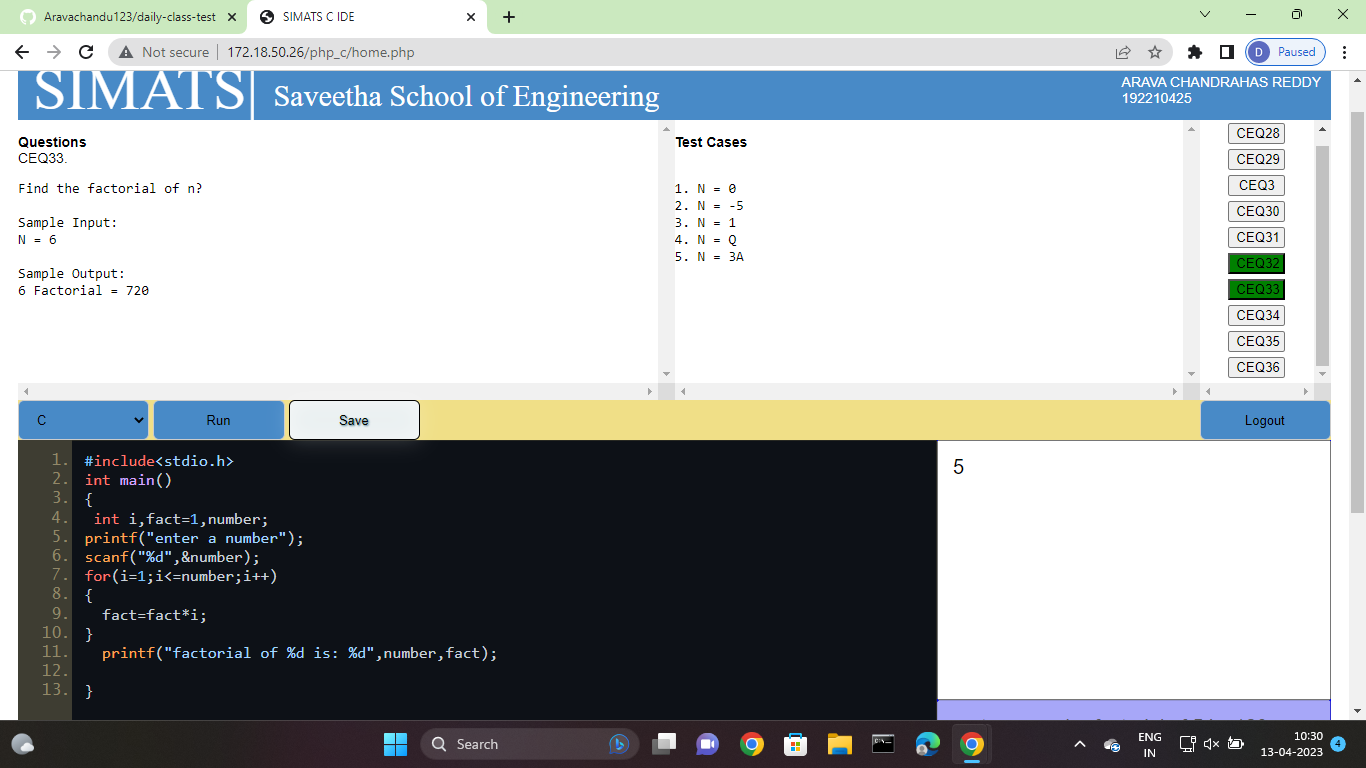 Aravachandu123/daily-class-test
SIMATS C IDE
Not secure
172.18.50.26/php_c/home.php
D
Paused
SIMATS
Saveetha School of Engineering
ARAVA CHANDRAHAS REDDY
192210425
Questions
CEQ33.
Find the factorial of n?
Sample Input:
N = 6
Sample Output:
6 Factorial = 720
Test Cases
1. N = 0
2. N = -5
3. N = 1
4. N = Q
5. N = 3A
CEQ28
CEQ29
CEQ3
CEQ30
CEQ31
CEQ32
CEQ33
CEQ34
CEQ35
CEQ36
C
Run
Save
Logout
1. #include<stdio.h>
2. int main()
3. {
4. int i,fact=1,number;
5. printf("enter a number");
6. scanf("%d",&number);
7. for(i=1;i<=number;i++)
8. {
9. fact=fact*i;
10. }
11. printf("factorial of %d is: %d",number,fact);
12.
13. }
5
Search
ENG
IN
10:30
13-04-2023
4